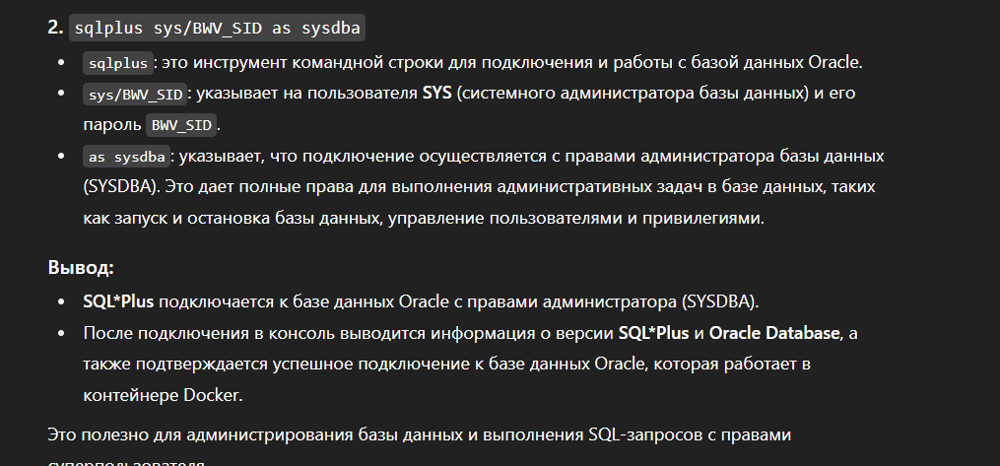 2. sqlplus sys/BWV_SID as sysdba
• sqlplus: это инструмент командной строки для подключения и работы с базой данных Oracle.
• sys/BWV_SID: указывает на пользователя SYS (системного администратора базы данных) и его
пароль BWV_SID.
• as sysdba: указывает, что подключение осуществляется с правами администратора базы данных
(SYSDBA). Это дает полные права для выполнения административных задач в базе данных, таких
как запуск и остановка базы данных, управление пользователями и привилегиями.
Вывод:
• SQL*Plus подключается к базе данных Oracle с правами администратора (SYSDBA).
• После подключения в консоль выводится информация о версии SQL*Plus и Oracle Database, а
также подтверждается успешное подключение к базе данных Oracle, которая работает в
контейнере Docker.
Это полезно для администрирования базы данных и выполнения SQL-запросов с правами
суперпользователя.